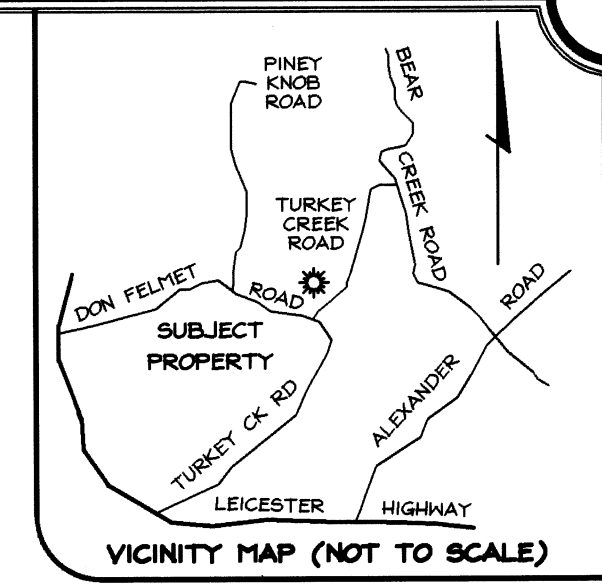 PINEY
KNOB
ROAD
BEAR
CREEK ROAD
TURKEY
CREEK
ROAD
DON FELMET
ROAD
ROAD
SUBJECT
PROPERTY
ALEXANDER
TURKEY CK RD
LEICESTER
HIGHWAY
VICINITY MAP (NOT TO SCALE)